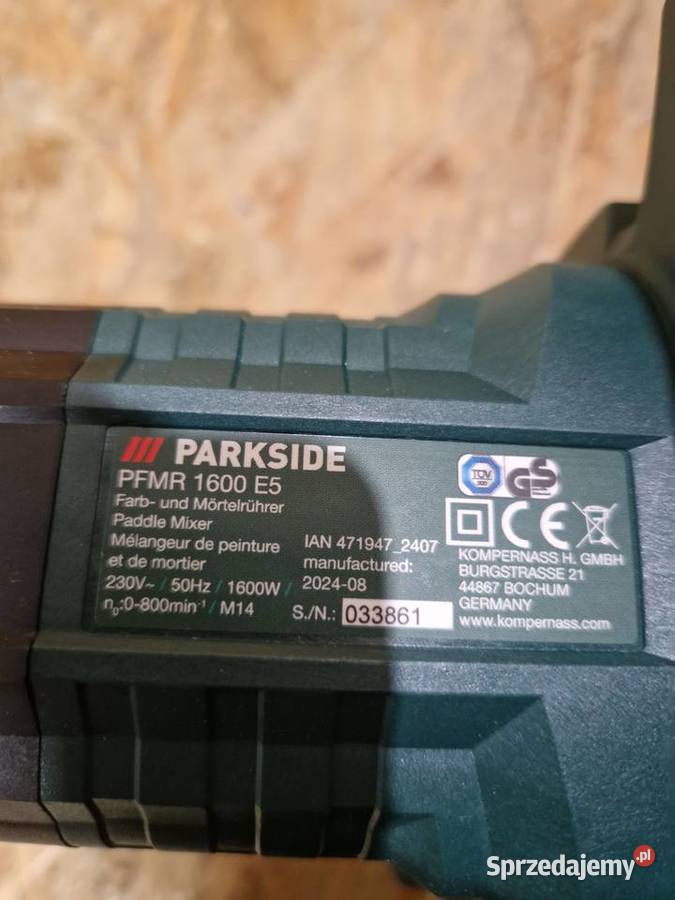 PARKSIDE
PFMR 1600 E5
Farb- und Mörtelrührer
Paddle Mixer
Mélangeur de peinture
et de mortier
230V~ / 50Hz / 1600W /
n₀:0-800min⁻¹ / M14
IAN 471947_2407
manufactured:
2024-08
S./N.: 033861
TÜV
SÜD
GS
CE
KOMPERNASS H. GMBH
BURGSTRASSE 21
44867 BOCHUM
GERMANY
www.kompernass.com
Sprzedajemy.pl